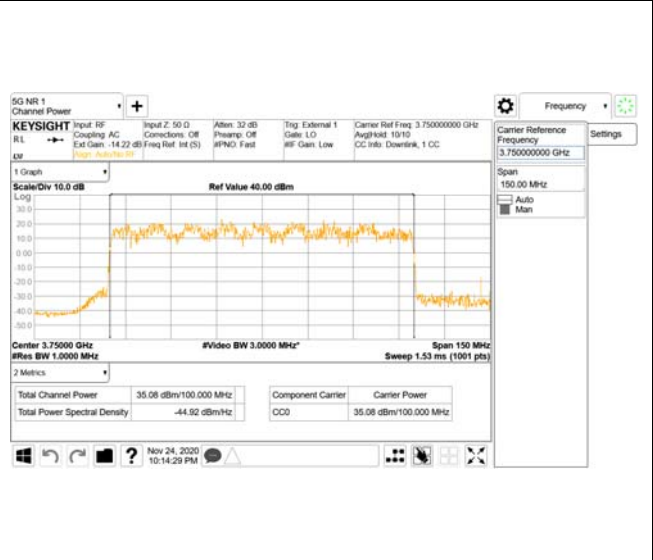 5G NR 1
Channel Power
Frequency
KEYSIGHT
Input: RF
Input Z: 50 Ω
Atten: 32 dB
Trig: External 1
Carrier Ref Freq: 3.750000000 GHz
R L
Coupling: AC
Corrections: Off
Preamp: Off
Gate: LO
Avg|Hold: 10/10
Ext Gain: -14.22 dB
Freq Ref: Int (S)
#PNO: Fast
#IF Gain: Low
CC Info: Downlink, 1 CC
Align: Auto/No RF
Carrier Reference
Frequency
3.750000000 GHz
Settings
Span
150.00 MHz
Auto
Man
1 Graph
Scale/Div 10.0 dB
Ref Value 40.00 dBm
Log
30.0
20.0
10.0
0.00
-10.0
-20.0
-30.0
-40.0
-50.0
Center 3.75000 GHz
#Video BW 3.0000 MHz*
Span 150 MHz
#Res BW 1.0000 MHz
Sweep 1.53 ms (1001 pts)
2 Metrics
Total Channel Power
35.08 dBm/100.000 MHz
Component Carrier
Carrier Power
Total Power Spectral Density
-44.92 dBm/Hz
CC0
35.08 dBm/100.000 MHz
Nov 24, 2020
10:14:29 PM